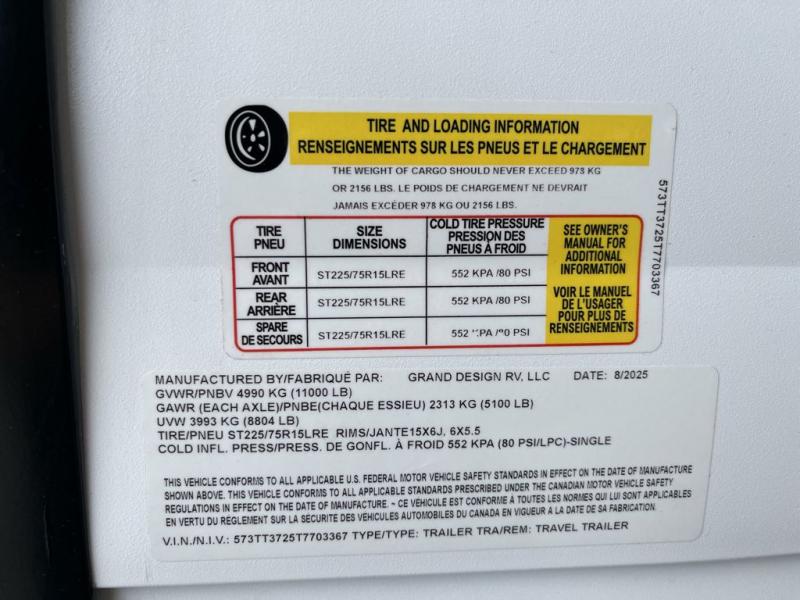 TIRE AND LOADING INFORMATION
RENSEIGNEMENTS SUR LES PNEUS ET LE CHARGEMENT
THE WEIGHT OF CARGO SHOULD NEVER EXCEED 978 KG
OR 2156 LBS. LE POIDS DE CHARGEMENT NE DEVRAIT
JAMAIS EXCÉDER 978 KG OU 2156 LBS.
TIRE
PNEU
SIZE
DIMENSIONS
COLD TIRE PRESSURE
PRESSION DES
PNEUS À FROID
SEE OWNER'S
MANUAL FOR
ADDITIONAL
INFORMATION
VOIR LE MANUEL
DE L'USAGER
POUR PLUS DE
RENSEIGNEMENTS
FRONT
AVANT
ST225/75R15LRE
552 KPA /80 PSI
REAR
ARRIÈRE
ST225/75R15LRE
552 KPA /80 PSI
SPARE
DE SECOURS
ST225/75R15LRE
552 PA PSI
573TT3725T7703367
MANUFACTURED BY/FABRIQUÉ PAR: GRAND DESIGN RV, LLC DATE: 8/2025
GVWR/PNBV 4990 KG (11000 LB)
GAWR (EACH AXLE)/PNBE(CHAQUE ESSIEU) 2313 KG (5100 LB)
UVW 3993 KG (8804 LB)
TIRE/PNEU ST225/75R15LRE RIMS/JANTE15X6J, 6X5.5
COLD INFL. PRESS/PRESS. DE GONFL. À FROID 552 KPA (80 PSI/LPC)-SINGLE
THIS VEHICLE CONFORMS TO ALL APPLICABLE U.S. FEDERAL MOTOR VEHICLE SAFETY STANDARDS IN EFFECT ON THE DATE OF MANUFACTURE
SHOWN ABOVE. THIS VEHICLE CONFORMS TO ALL APPLICABLE STANDARDS PRESCRIBED UNDER THE CANADIAN MOTOR VEHICLE SAFETY
REGULATIONS IN EFFECT ON THE DATE OF MANUFACTURE. ~ CE VEHICULE EST CONFORME À TOUTES LES NORMES QUI LUI SONT APPLICABLES
EN VERTU DU REGLEMENT SUR LA SECURITE DES VEHICULES AUTOMOBILES DU CANADA EN VIGUEUR A LA DATE DE SA FABRICATION.
V.I.N./N.I.V.: 573TT3725T7703367 TYPE/TYPE: TRAILER TRA/REM: TRAVEL TRAILER